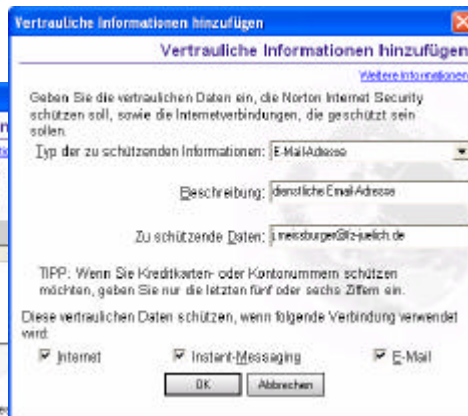 Vertrauliche Informationen hinzufügen
Vertrauliche Informationen hinzufügen
Weitere Informationen
Geben Sie die vertraulichen Daten ein, die Norton Internet Security
schützen soll, sowie die Internetverbindungen, die geschützt sein
sollen.
Typ der zu schützenden Informationen: E-Mail-Adresse
Beschreibung: dienstliche Email-Adresse
Zu schützende Daten: j.meissburger@fz-juelich.de
TIPP: Wenn Sie Kreditkarten- oder Kontonummern schützen
möchten, geben Sie nur die letzten fünf oder sechs Ziffern ein.
Diese vertraulichen Daten schützen, wenn folgende Verbindung verwendet
wird:
Internet Instant-Messaging E-Mail
OK Abbrechen